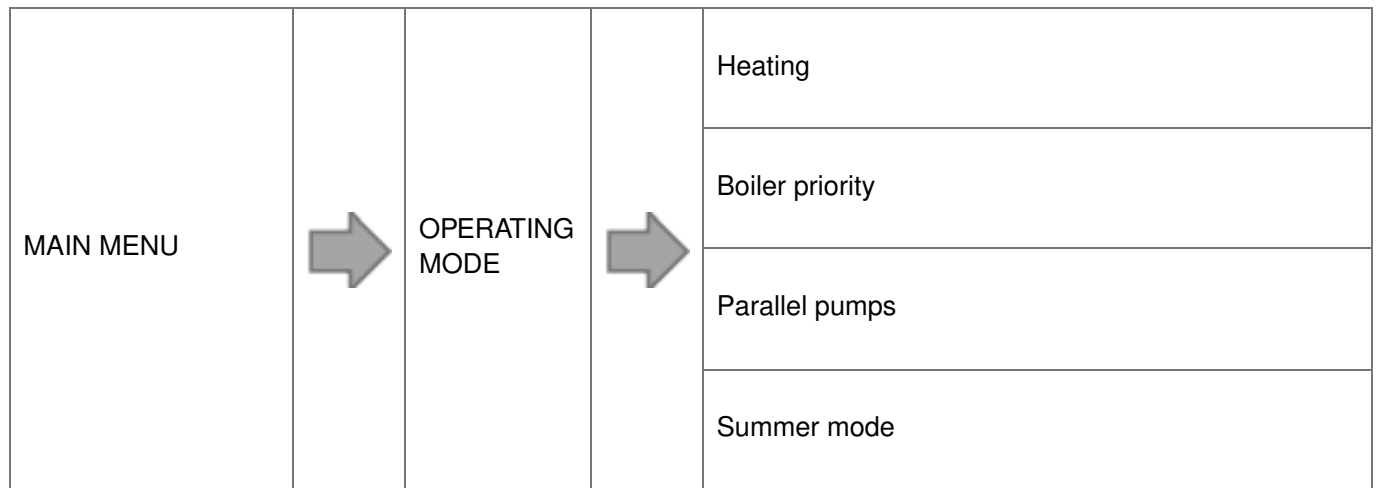 MAIN MENU
OPERATING
MODE
Heating
Boiler priority
Parallel pumps
Summer mode